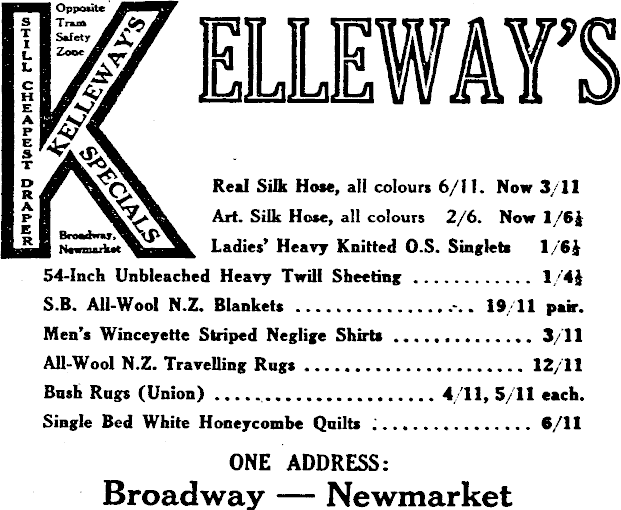 KELLEWAY'S
Opposite
Tram
Safety
Zone
STILL CHEAPEST DRAPER
KELLEWAY'S
SPECIALS
Broadway,
Newmarket
Real Silk Hose, all colours 6/11. Now 3/11
Art. Silk Hose, all colours 2/6. Now 1/6½
Ladies' Heavy Knitted O.S. Singlets 1/6½
54-Inch Unbleached Heavy Twill Sheeting ............ 1/4½
S.B. All-Wool N.Z. Blankets .................. 19/11 pair.
Men's Winceyette Striped Neglige Shirts .............. 3/11
All-Wool N.Z. Travelling Rugs ...................... 12/11
Bush Rugs (Union) ...................... 4/11, 5/11 each.
Single Bed White Honeycombe Quilts ................ 6/11
ONE ADDRESS:
Broadway — Newmarket